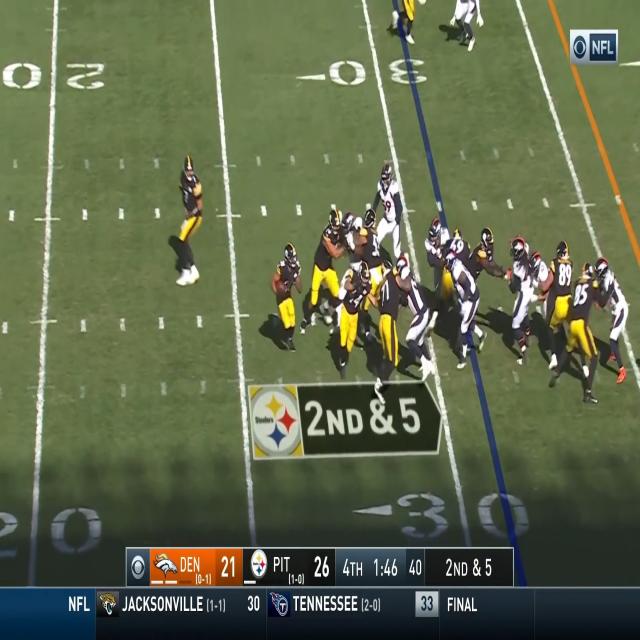 NFL
20
30
89
85
Steelers
2ND & 5
20
30
DEN (0-1) 21 PIT (1-0) 26 4TH 1:46 40 2ND & 5
NFL JACKSONVILLE (1-1) 30 TENNESSEE (2-0) 33 FINAL